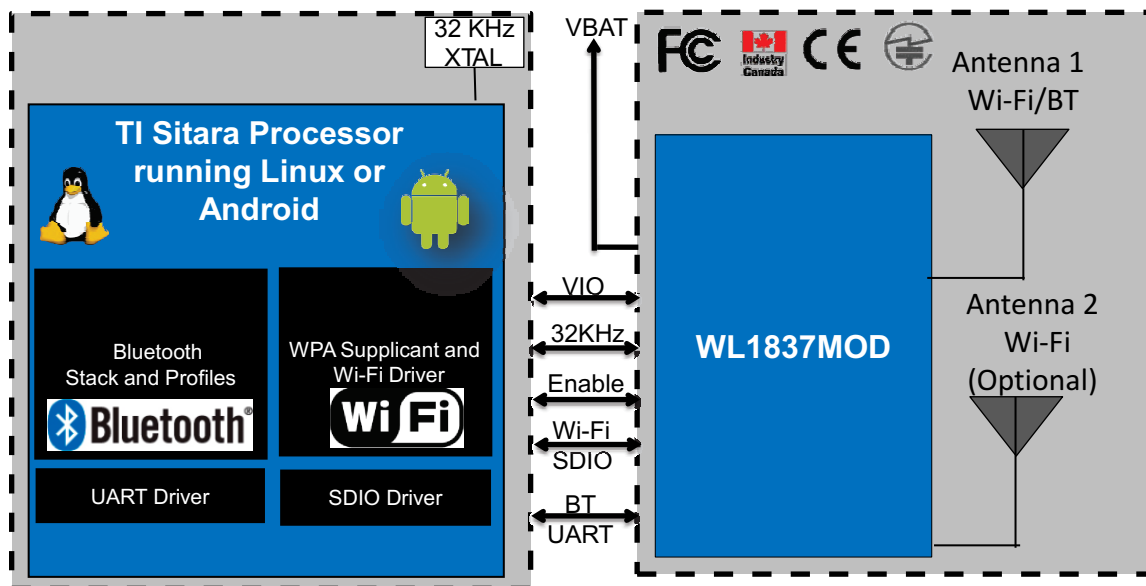 32 KHz
XTAL
TI Sitara Processor
running Linux or
Android
Bluetooth
Stack and Profiles
Bluetooth®
WPA Supplicant and
Wi-Fi Driver
Wi Fi
UART Driver
SDIO Driver
VBAT
VIO
32KHz
Enable
Wi-Fi
SDIO
BT
UART
FC
Industry
Canada
CE
WL1837MOD
Antenna 1
Wi-Fi/BT
Antenna 2
Wi-Fi
(Optional)